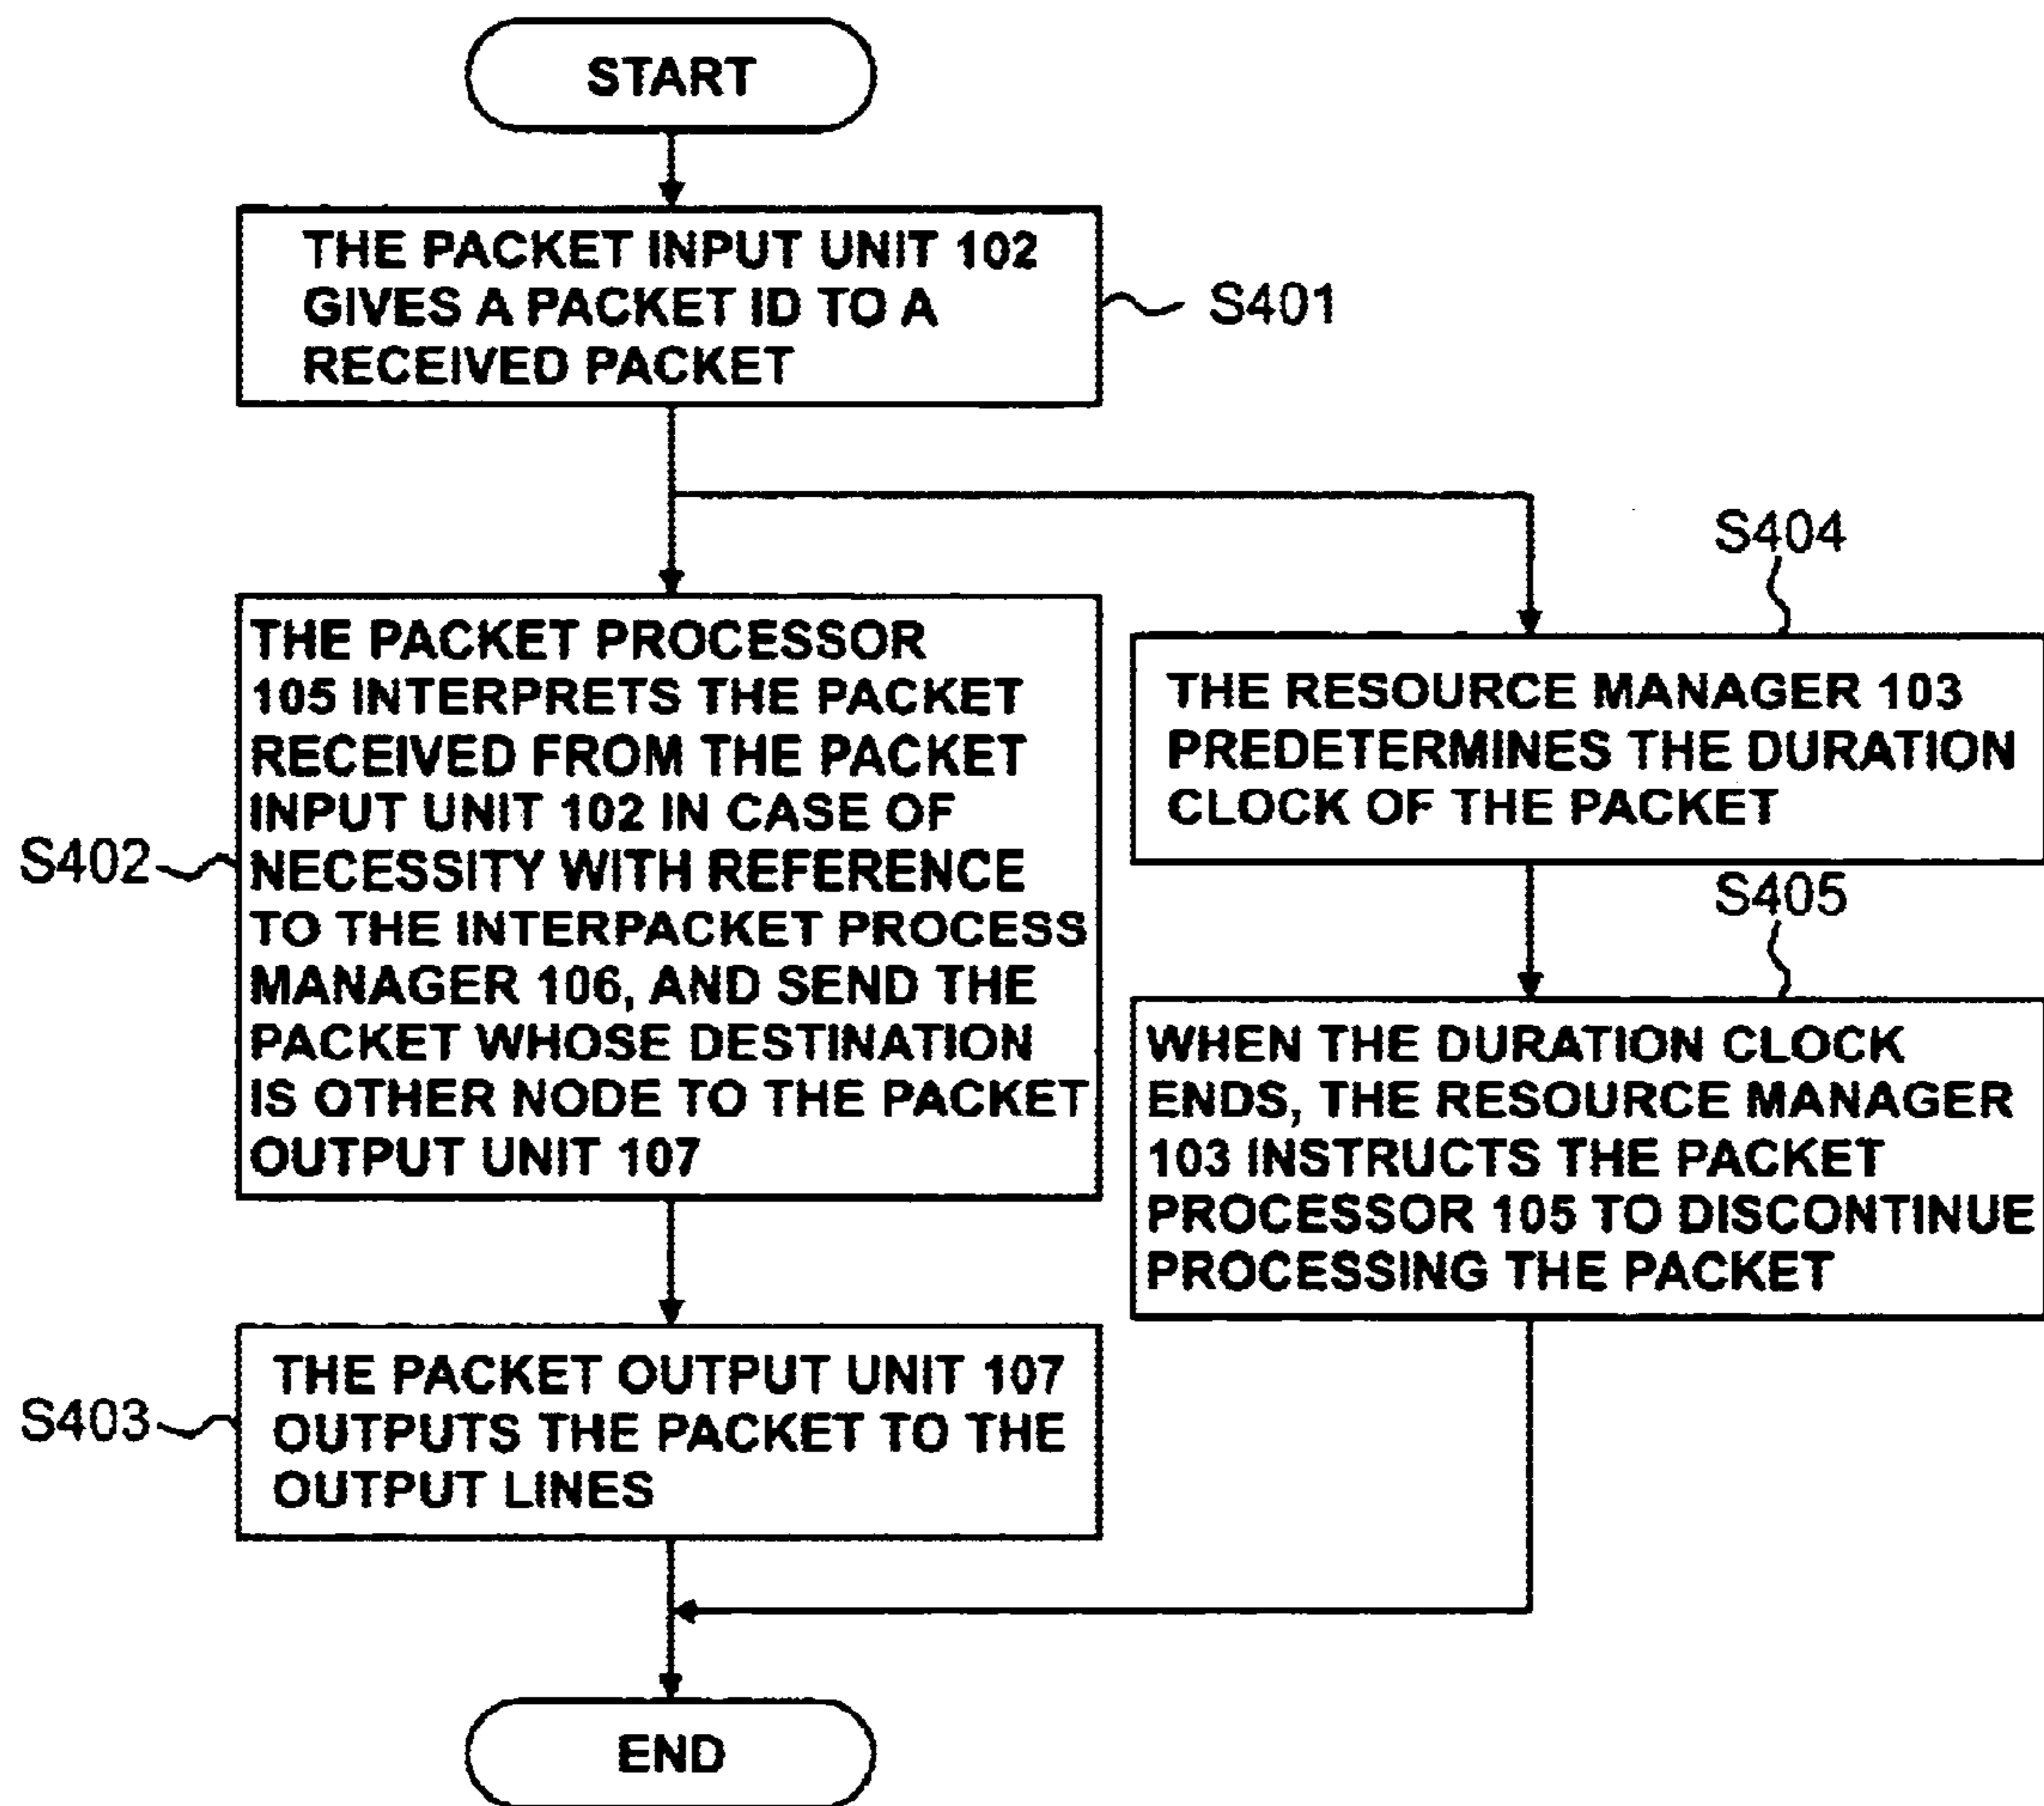 START
THE PACKET INPUT UNIT 102
GIVES A PACKET ID TO A
RECEIVED PACKET
S401
S404
THE PACKET PROCESSOR
105 INTERPRETS THE PACKET
RECEIVED FROM THE PACKET
INPUT UNIT 102 IN CASE OF
NECESSITY WITH REFERENCE
TO THE INTERPACKET PROCESS
MANAGER 106, AND SEND THE
PACKET WHOSE DESTINATION
IS OTHER NODE TO THE PACKET
OUTPUT UNIT 107
S402
THE RESOURCE MANAGER 103
PREDETERMINES THE DURATION
CLOCK OF THE PACKET
S405
WHEN THE DURATION CLOCK
ENDS, THE RESOURCE MANAGER
103 INSTRUCTS THE PACKET
PROCESSOR 105 TO DISCONTINUE
PROCESSING THE PACKET
S403
THE PACKET OUTPUT UNIT 107
OUTPUTS THE PACKET TO THE
OUTPUT LINES
END